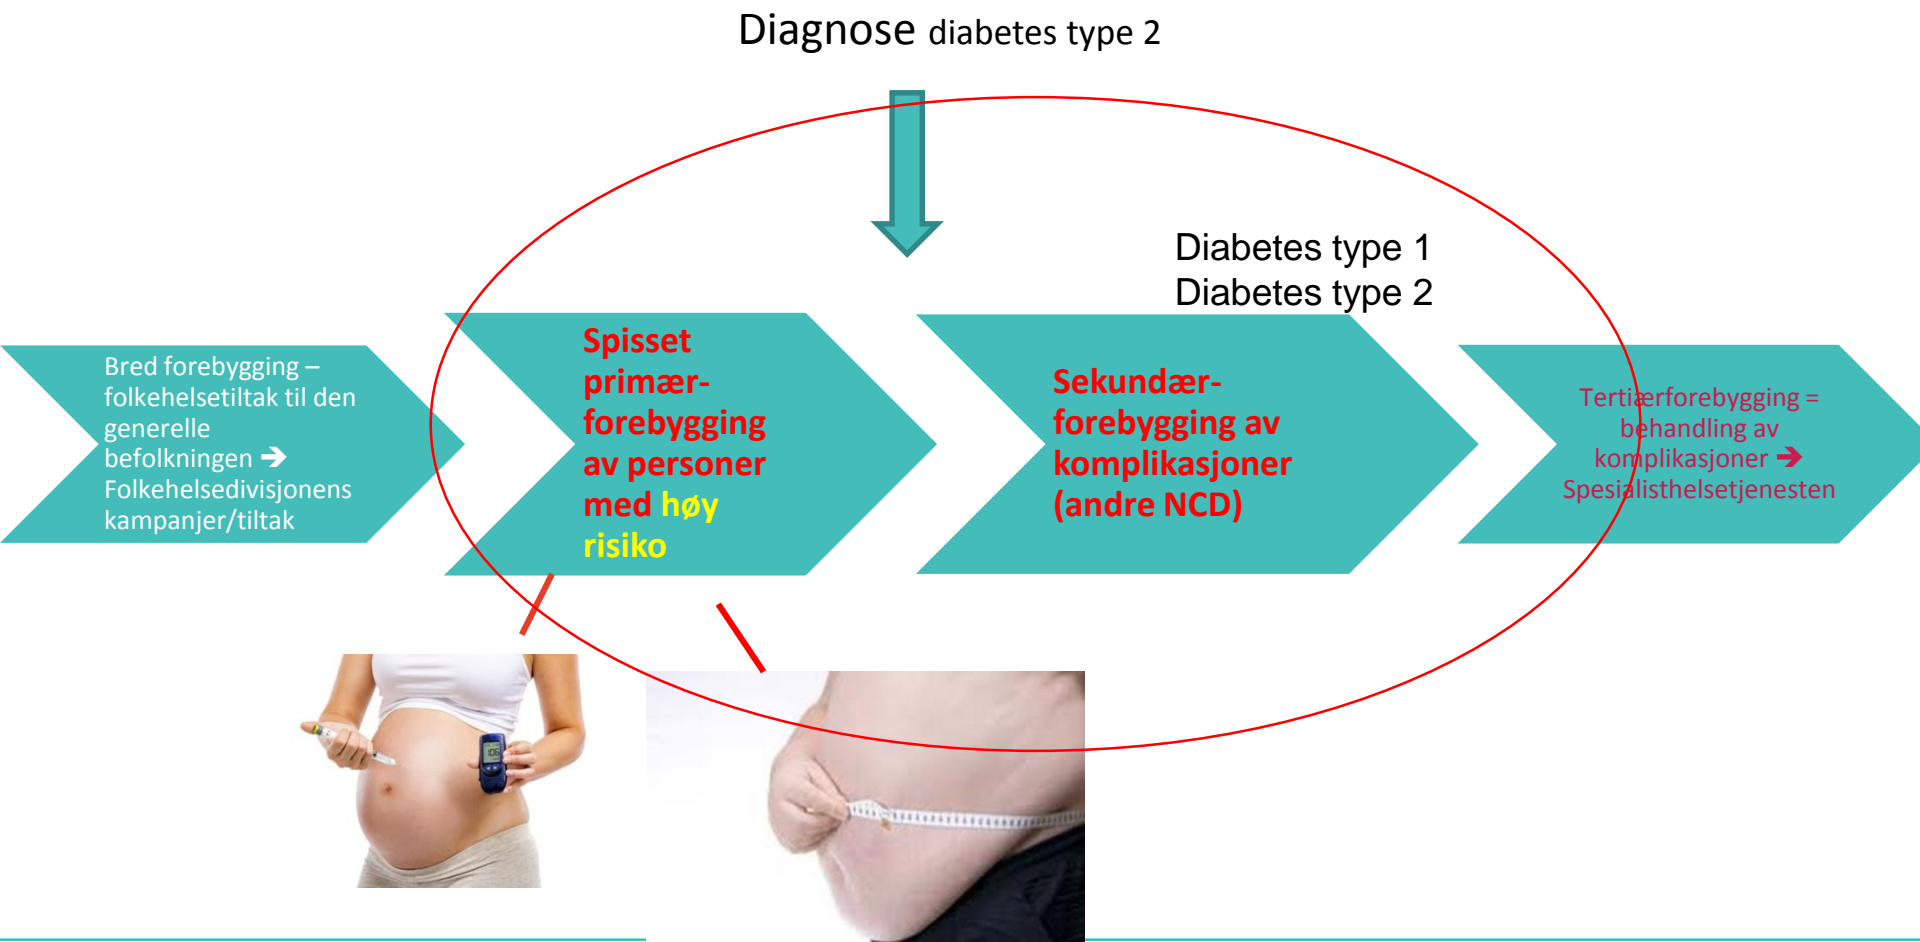 Diagnose diabetes type 2
Diabetes type 1
Diabetes type 2
Bred forebygging –
folkehelsetiltak til den
generelle
befolkningen ➔
Folkehelsedivisjonens
kampanjer/tiltak
Spisset
primær-
forebygging
av personer
med høy
risiko
Sekundær-
forebygging av
komplikasjoner
(andre NCD)
Tertiærforebygging =
behandling av
komplikasjoner ➔
Spesialisthelsetjenesten
106